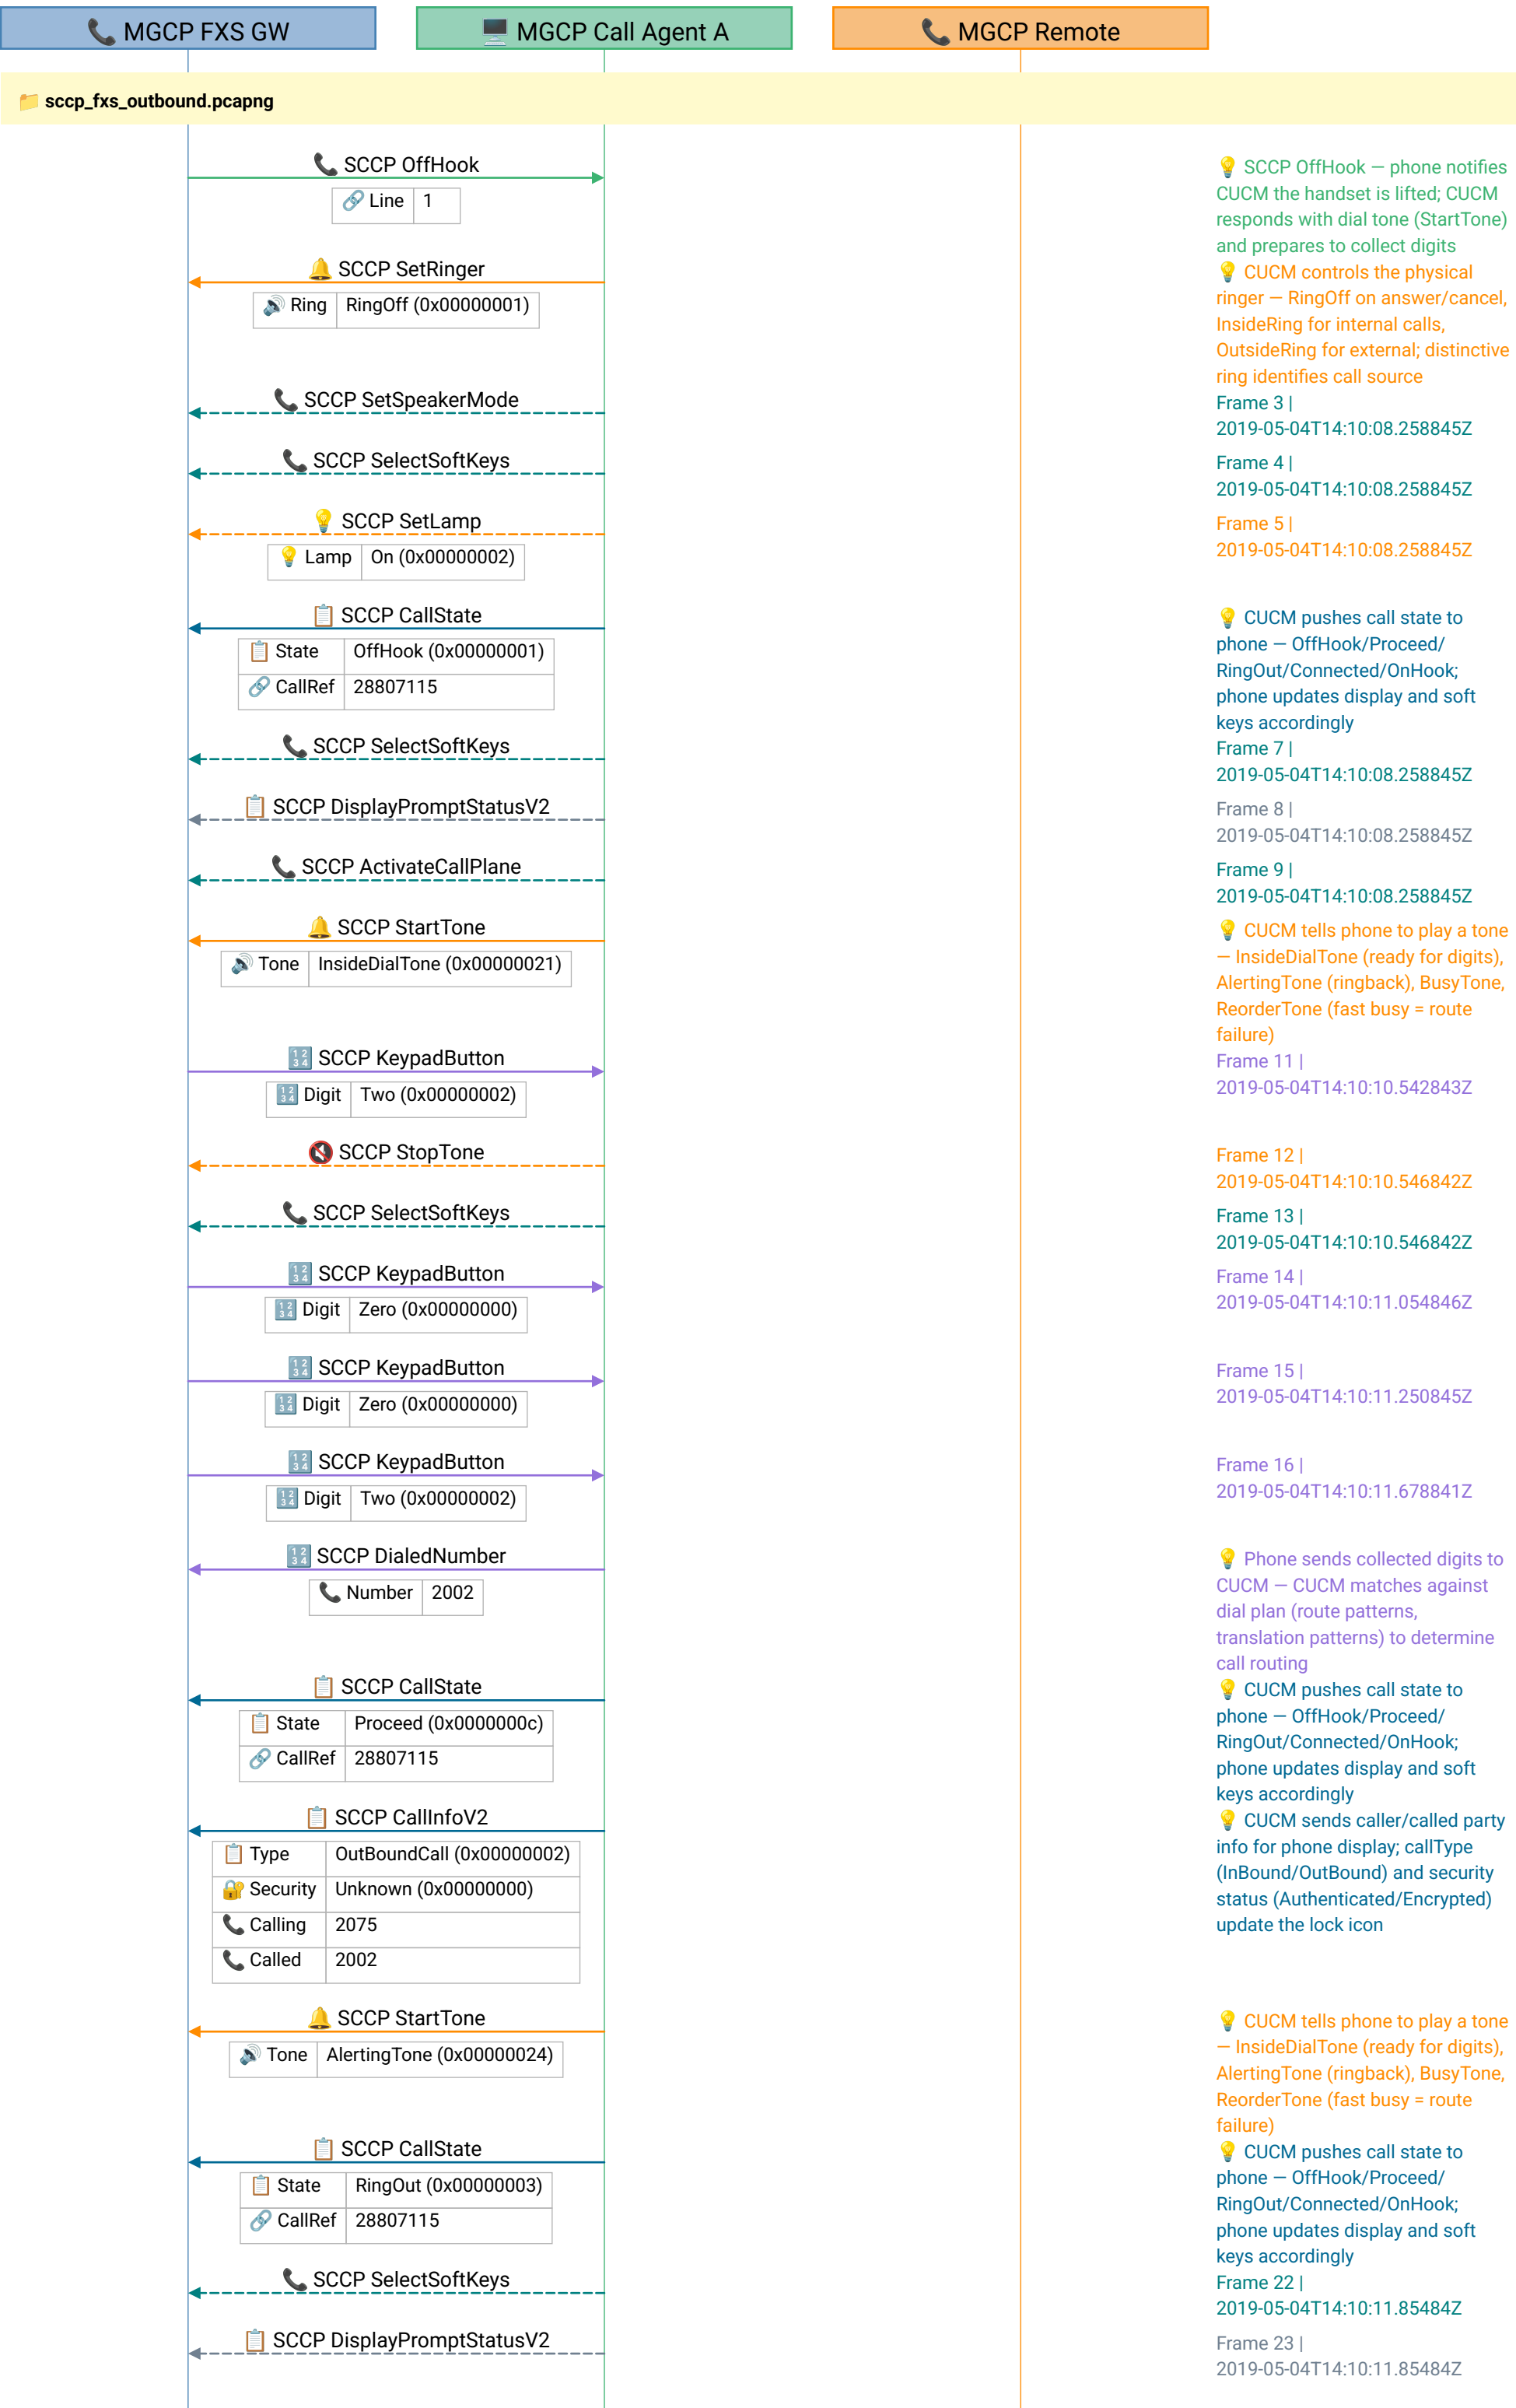 📞 MGCP FXS GW
🖥️ MGCP Call Agent A
📞 MGCP Remote
📁 sccp_fxs_outbound.pcapng
📞 SCCP OffHook
🔗 Line 1
💡 SCCP OffHook — phone notifies
CUCM the handset is lifted; CUCM
responds with dial tone (StartTone)
and prepares to collect digits
🔔 SCCP SetRinger
🔊 Ring RingOff (0x00000001)
💡 CUCM controls the physical
ringer — RingOff on answer/cancel,
InsideRing for internal calls,
OutsideRing for external; distinctive
ring identifies call source
📞 SCCP SetSpeakerMode
Frame 3 |
2019-05-04T14:10:08.258845Z
📞 SCCP SelectSoftKeys
Frame 4 |
2019-05-04T14:10:08.258845Z
💡 SCCP SetLamp
💡 Lamp On (0x00000002)
Frame 5 |
2019-05-04T14:10:08.258845Z
📋 SCCP CallState
📋 State OffHook (0x00000001)
🔗 CallRef 28807115
💡 CUCM pushes call state to
phone — OffHook/Proceed/
RingOut/Connected/OnHook;
phone updates display and soft
keys accordingly
📞 SCCP SelectSoftKeys
Frame 7 |
2019-05-04T14:10:08.258845Z
📋 SCCP DisplayPromptStatusV2
Frame 8 |
2019-05-04T14:10:08.258845Z
📞 SCCP ActivateCallPlane
Frame 9 |
2019-05-04T14:10:08.258845Z
🔔 SCCP StartTone
🔊 Tone InsideDialTone (0x00000021)
💡 CUCM tells phone to play a tone
— InsideDialTone (ready for digits),
AlertingTone (ringback), BusyTone,
ReorderTone (fast busy = route
failure)
🔢 SCCP KeypadButton
🔢 Digit Two (0x00000002)
Frame 11 |
2019-05-04T14:10:10.542843Z
🔇 SCCP StopTone
Frame 12 |
2019-05-04T14:10:10.546842Z
📞 SCCP SelectSoftKeys
Frame 13 |
2019-05-04T14:10:10.546842Z
🔢 SCCP KeypadButton
🔢 Digit Zero (0x00000000)
Frame 14 |
2019-05-04T14:10:11.054846Z
🔢 SCCP KeypadButton
🔢 Digit Zero (0x00000000)
Frame 15 |
2019-05-04T14:10:11.250845Z
🔢 SCCP KeypadButton
🔢 Digit Two (0x00000002)
Frame 16 |
2019-05-04T14:10:11.678841Z
🔢 SCCP DialedNumber
📞 Number 2002
💡 Phone sends collected digits to
CUCM — CUCM matches against
dial plan (route patterns,
translation patterns) to determine
call routing
📋 SCCP CallState
📋 State Proceed (0x0000000c)
🔗 CallRef 28807115
💡 CUCM pushes call state to
phone — OffHook/Proceed/
RingOut/Connected/OnHook;
phone updates display and soft
keys accordingly
📋 SCCP CallInfoV2
📋 Type OutBoundCall (0x00000002)
🔐 Security Unknown (0x00000000)
📞 Calling 2075
📞 Called 2002
💡 CUCM sends caller/called party
info for phone display; callType
(InBound/OutBound) and security
status (Authenticated/Encrypted)
update the lock icon
🔔 SCCP StartTone
🔊 Tone AlertingTone (0x00000024)
💡 CUCM tells phone to play a tone
— InsideDialTone (ready for digits),
AlertingTone (ringback), BusyTone,
ReorderTone (fast busy = route
failure)
📋 SCCP CallState
📋 State RingOut (0x00000003)
🔗 CallRef 28807115
💡 CUCM pushes call state to
phone — OffHook/Proceed/
RingOut/Connected/OnHook;
phone updates display and soft
keys accordingly
📞 SCCP SelectSoftKeys
Frame 22 |
2019-05-04T14:10:11.85484Z
📋 SCCP DisplayPromptStatusV2
Frame 23 |
2019-05-04T14:10:11.85484Z